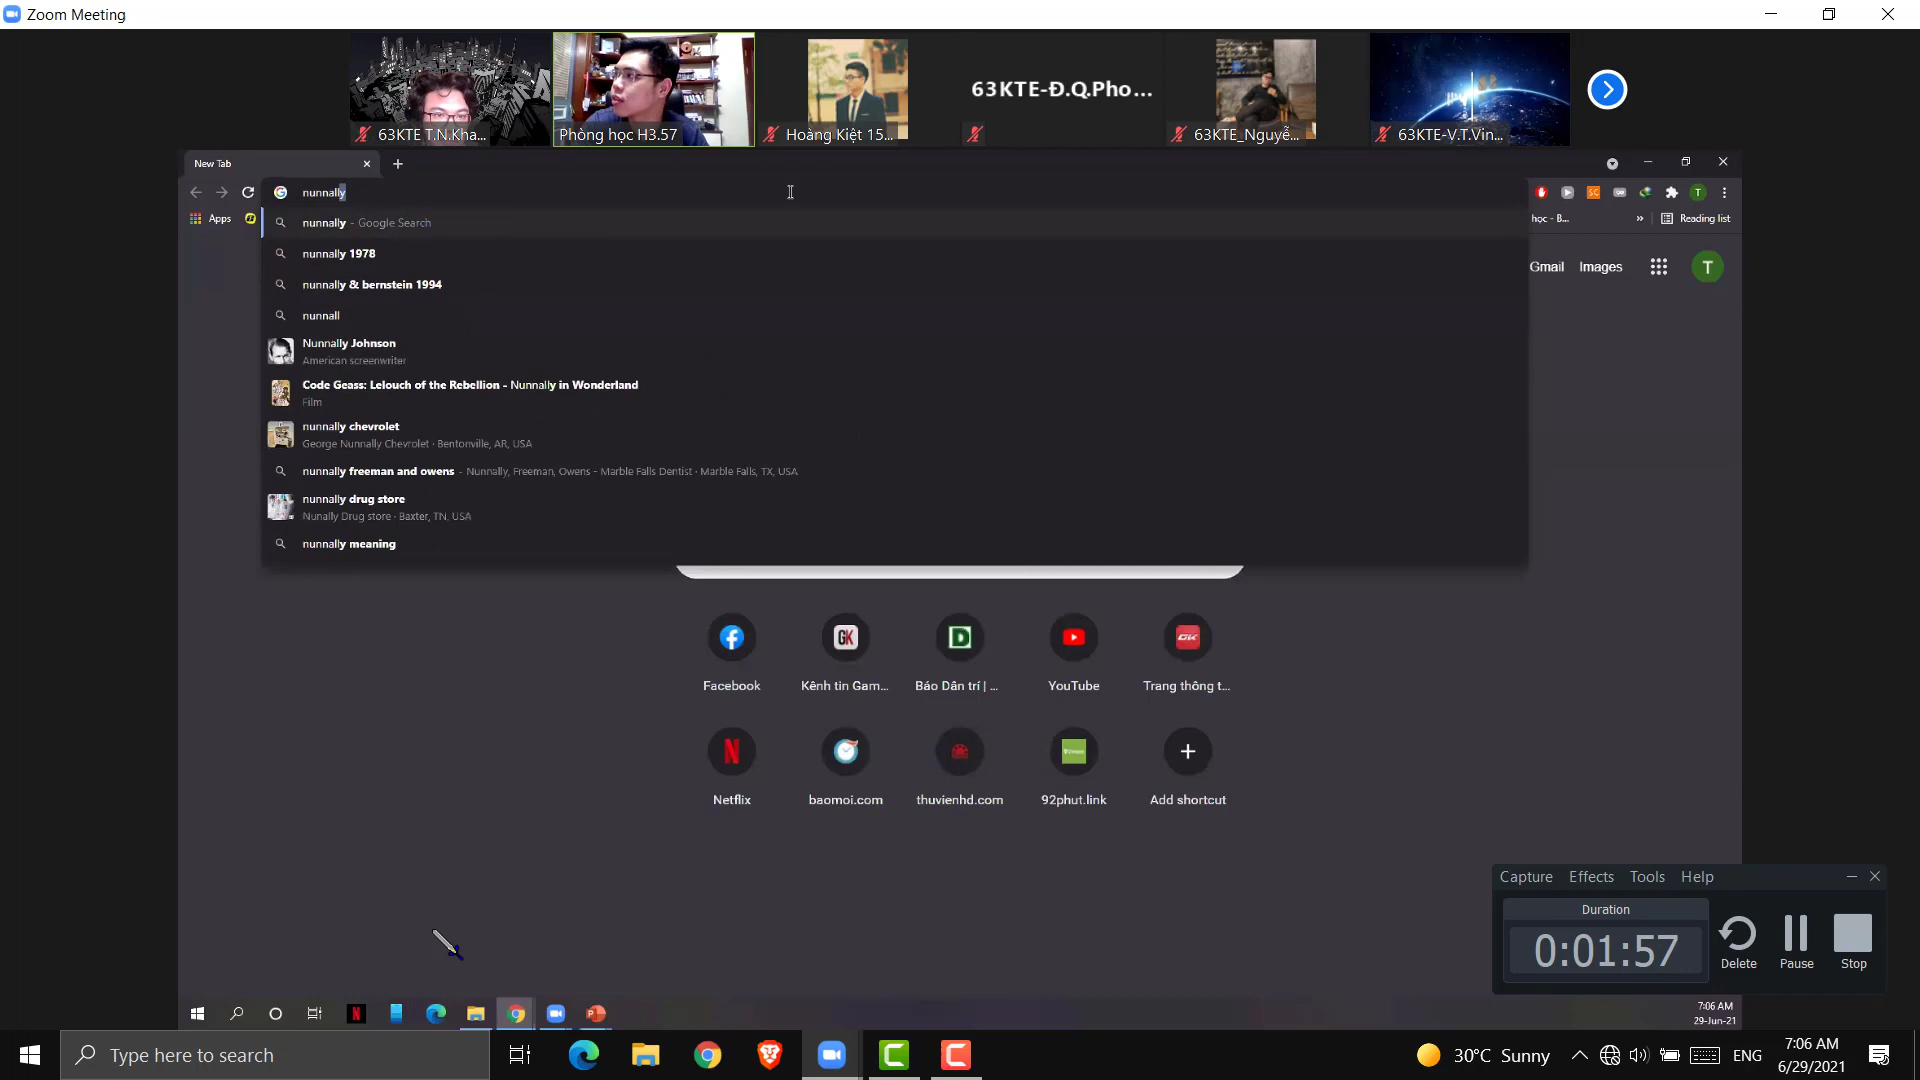 Zoom Meeting
63KTE T.N.Kha...
Phòng học H3.57
Hoàng Kiệt 15...
63KTE-Đ.Q.Pho...
63KTE_Nguyễ...
63KTE-V.T.Vin...
New Tab
nunnally
Apps
học - B...
»
Reading list
nunnally - Google Search
nunnally 1978
nunnally & bernstein 1994
nunnall
Nunnally Johnson
American screenwriter
Code Geass: Lelouch of the Rebellion - Nunnally in Wonderland
Film
nunnally chevrolet
George Nunnally Chevrolet · Bentonville, AR, USA
nunnally freeman and owens - Nunnally, Freeman, Owens - Marble Falls Dentist · Marble Falls, TX, USA
nunnally drug store
Nunally Drug store · Baxter, TN, USA
nunnally meaning
Gmail Images
T
Facebook
Kênh tin Gam...
Báo Dân trí | ...
YouTube
Trang thông t...
Netflix
baomoi.com
thuvienhd.com
92phut.link
Add shortcut
Capture Effects Tools Help
Duration
0:01:57
Delete
Pause
Stop
7:06 AM
29-Jun-21
Type here to search
30°C Sunny
ENG
7:06 AM
6/29/2021